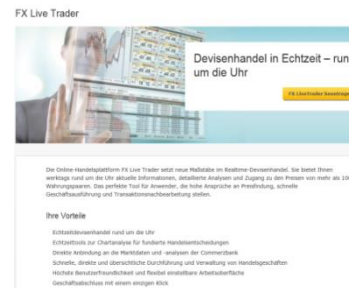 FX Live Trader
Devisenhandel in Echtzeit – run
um die Uhr
FX LiveTrader beantrage
Die Online-Handelsplattform FX Live Trader setzt neue Maßstäbe im Realtime-Devisenhandel. Sie bietet Ihnen
werktags rund um die Uhr aktuelle Informationen, detaillierte Analysen und Zugang zu den Preisen von mehr als 100
Währungspaaren. Das perfekte Tool für Anwender, die hohe Ansprüche an Preisfindung, schnelle
Geschäftsausführung und Transaktionsnachbearbeitung stellen.
Ihre Vorteile
Echtzeitdevisenhandel rund um die Uhr
Echtzeittools zur Chartanalyse für fundierte Handelsentscheidungen
Direkte Anbindung an die Marktdaten und -analysen der Commerzbank
Schnelle, direkte und übersichtliche Durchführung und Verwaltung von Handelsgeschäften
Höchste Benutzerfreundlichkeit und flexibel einstellbare Arbeitsoberfläche
Geschäftsabschluss mit einem einzigen Klick